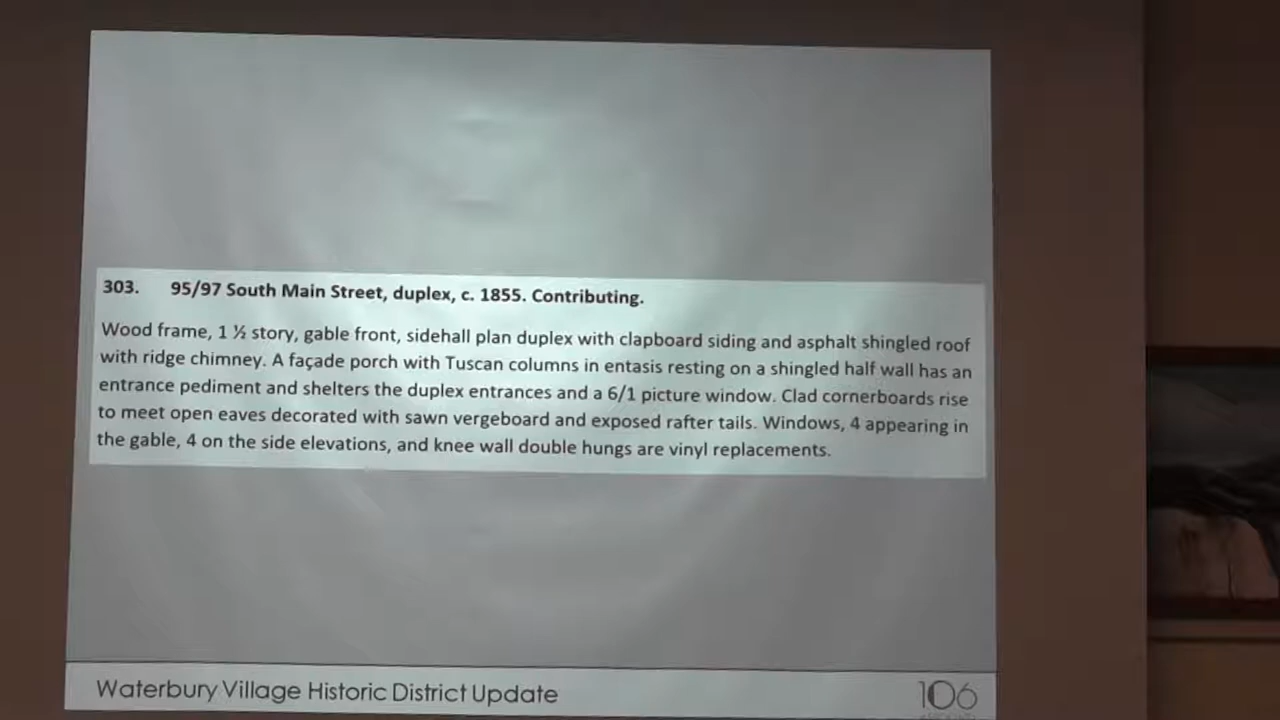 303. 95/97 South Main Street, duplex, c. 1855. Contributing.
Wood frame, 1 ½ story, gable front, sidehall plan duplex with clapboard siding and asphalt shingled roof
with ridge chimney. A façade porch with Tuscan columns in entasis resting on a shingled half wall has an
entrance pediment and shelters the duplex entrances and a 6/1 picture window. Clad cornerboards rise
to meet open eaves decorated with sawn vergeboard and exposed rafter tails. Windows, 4 appearing in
the gable, 4 on the side elevations, and knee wall double hungs are vinyl replacements.
Waterbury Village Historic District Update
106